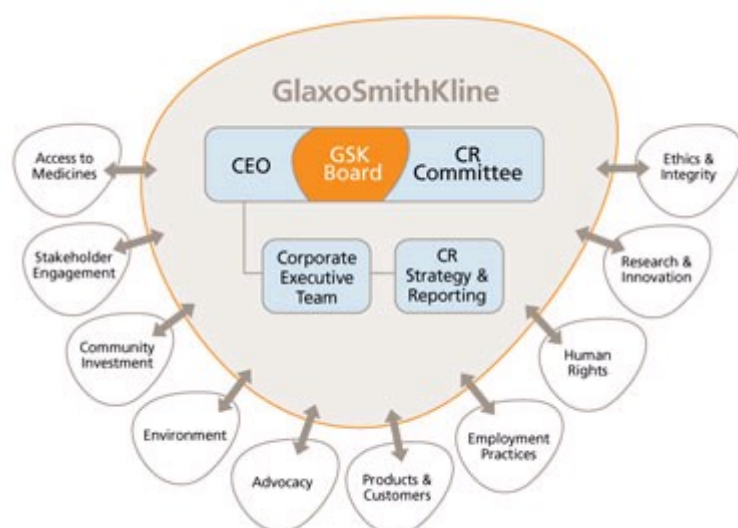 GlaxoSmithKline
CEO
GSK
Board
CR
Committee
Corporate
Executive
Team
CR
Strategy &
Reporting
Access to
Medicines
Stakeholder
Engagement
Community
Investment
Environment
Advocacy
Products &
Customers
Employment
Practices
Human
Rights
Research &
Innovation
Ethics &
Integrity